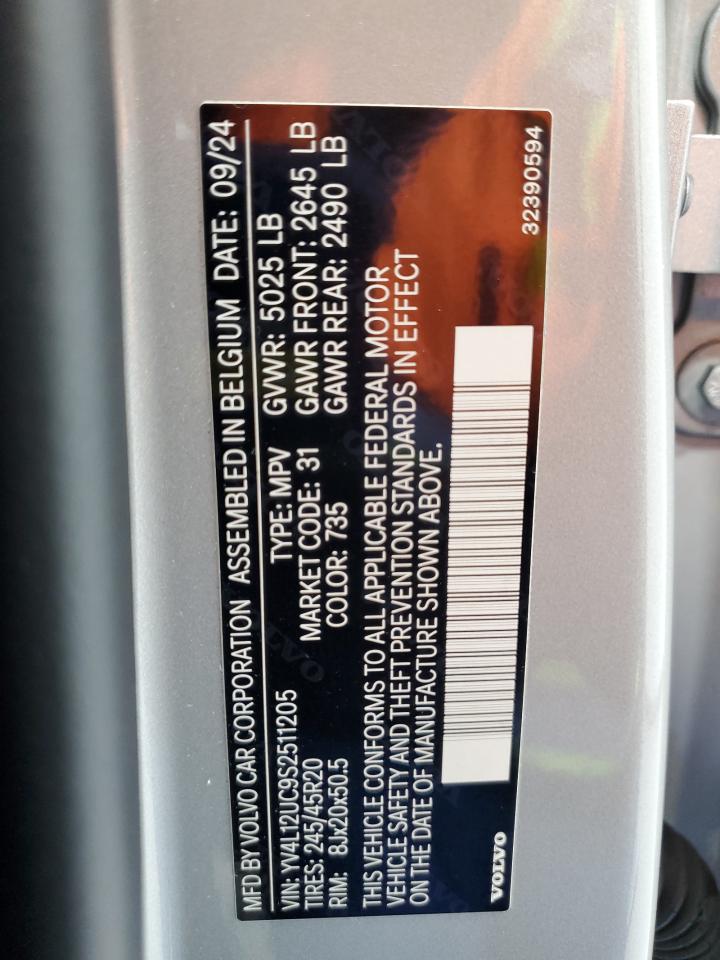 MFD BY VOLVO CAR CORPORATION ASSEMBLED IN BELGIUM DATE: 09/24
VIN: YV4L12UC9S2511205 TYPE: MPV GVWR: 5025 LB
TIRES: 245/45R20 MARKET CODE: 31 GAWR FRONT: 2645 LB
RIM: 8Jx20x50.5 COLOR: 735 GAWR REAR: 2490 LB
THIS VEHICLE CONFORMS TO ALL APPLICABLE FEDERAL MOTOR
VEHICLE SAFETY AND THEFT PREVENTION STANDARDS IN EFFECT
ON THE DATE OF MANUFACTURE SHOWN ABOVE.
VOLVO 32390594